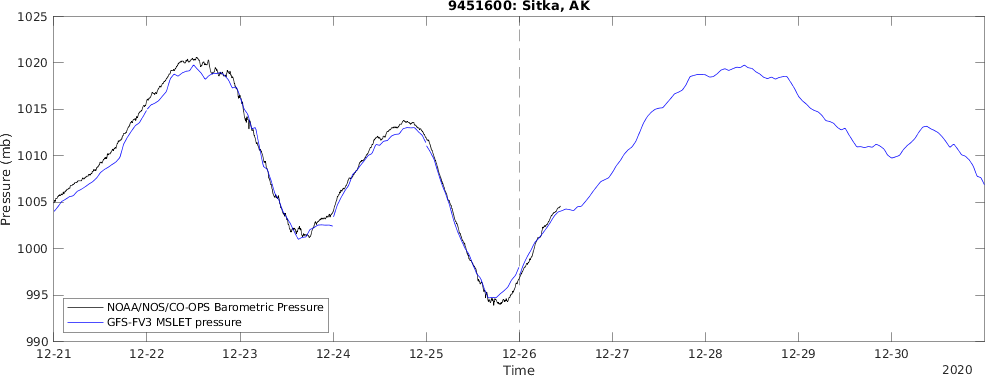 9451600: Sitka, AK
1025
1020
1015
1010
1005
1000
995
990
Pressure (mb)
NOAA/NOS/CO-OPS Barometric Pressure
GFS-FV3 MSLET pressure
12-21 12-22 12-23 12-24 12-25 12-26 12-27 12-28 12-29 12-30
Time
2020